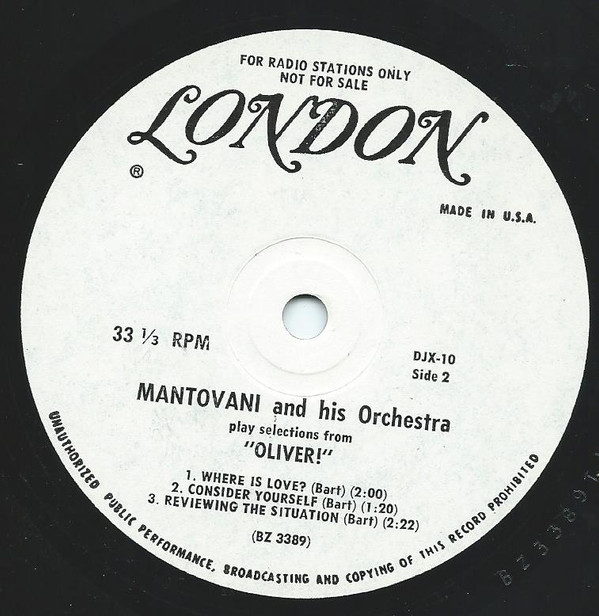 FOR RADIO STATIONS ONLY
NOT FOR SALE
LONDON
®
MADE IN U.S.A.
33 ⅓ RPM
DJX-10
Side 2
MANTOVANI and his Orchestra
play selections from
"OLIVER!"
1. WHERE IS LOVE? (Bart) (2:00)
2. CONSIDER YOURSELF (Bart) (1:20)
3. REVIEWING THE SITUATION (Bart) (2:22)
(BZ 3389)
UNAUTHORIZED PUBLIC PERFORMANCE, BROADCASTING AND COPYING OF THIS RECORD PROHIBITED
BZ 3389